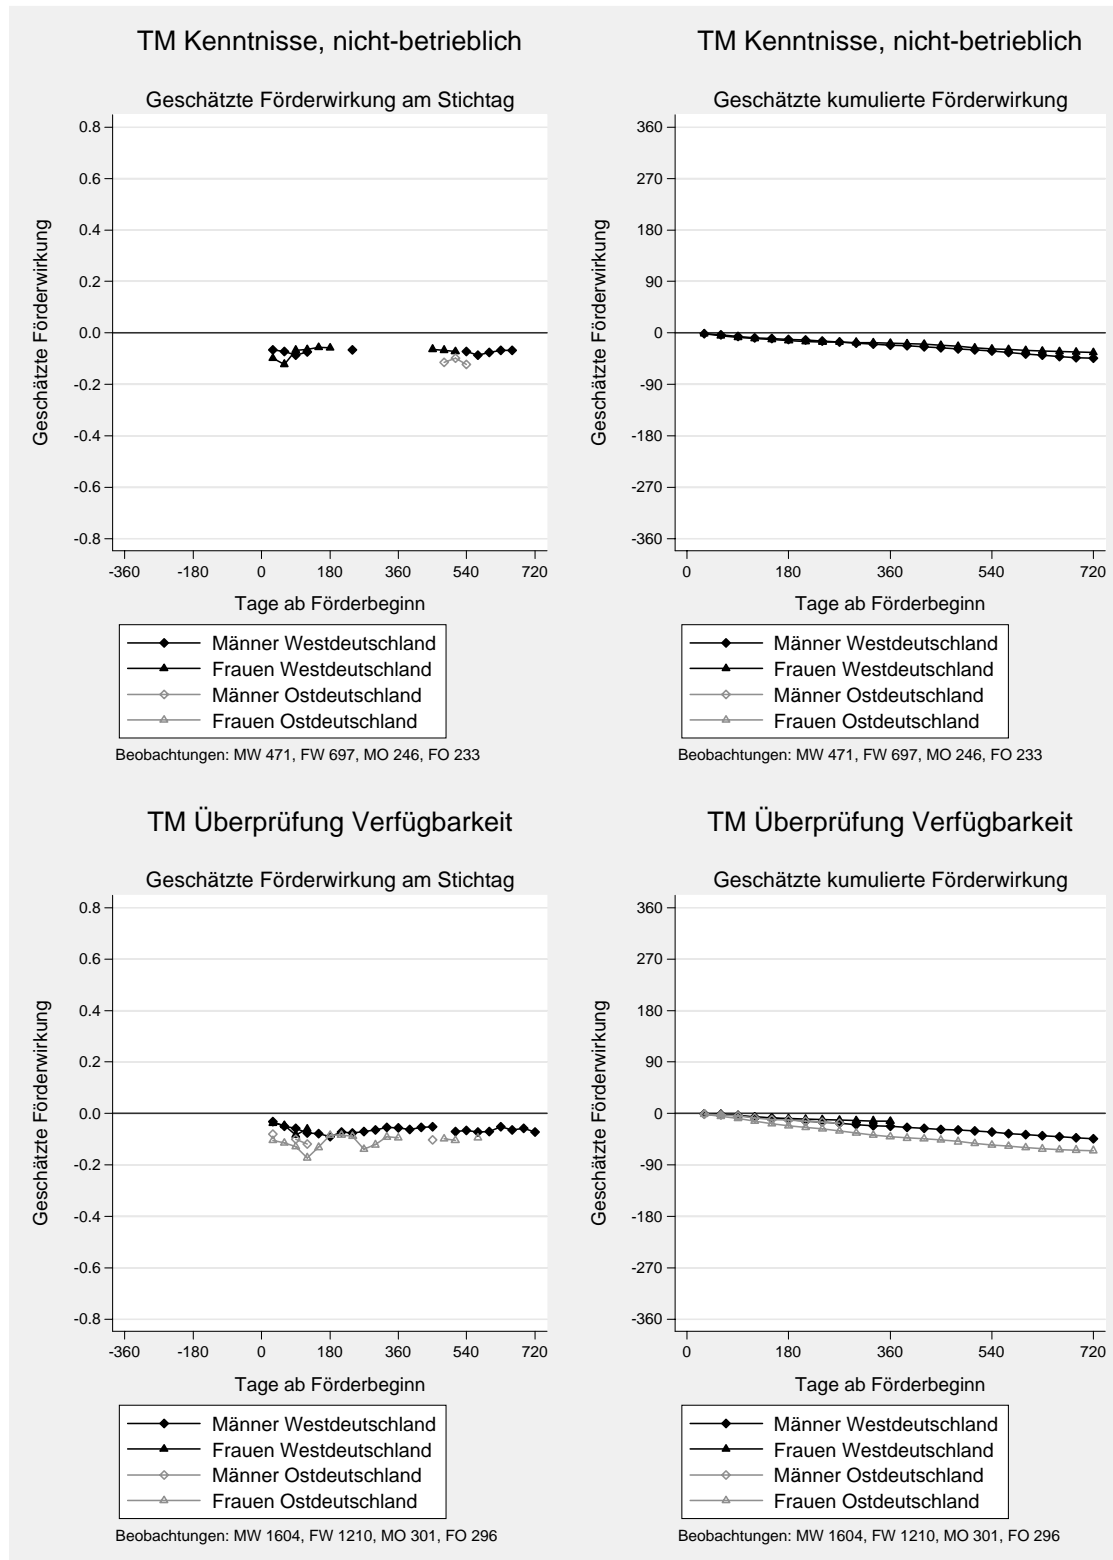 TM Kenntnisse, nicht-betrieblich
Geschätzte Förderwirkung am Stichtag
Geschätzte Förderwirkung
0.8
0.6
0.4
0.2
0.0
-0.2
-0.4
-0.6
-0.8
-360 -180 0 180 360 540 720
Tage ab Förderbeginn
Männer Westdeutschland
Frauen Westdeutschland
Männer Ostdeutschland
Frauen Ostdeutschland
Beobachtungen: MW 471, FW 697, MO 246, FO 233
TM Kenntnisse, nicht-betrieblich
Geschätzte kumulierte Förderwirkung
Geschätzte Förderwirkung
360
270
180
90
0
-90
-180
-270
-360
0 180 360 540 720
Tage ab Förderbeginn
Männer Westdeutschland
Frauen Westdeutschland
Männer Ostdeutschland
Frauen Ostdeutschland
Beobachtungen: MW 471, FW 697, MO 246, FO 233
TM Überprüfung Verfügbarkeit
Geschätzte Förderwirkung am Stichtag
Geschätzte Förderwirkung
0.8
0.6
0.4
0.2
0.0
-0.2
-0.4
-0.6
-0.8
-360 -180 0 180 360 540 720
Tage ab Förderbeginn
Männer Westdeutschland
Frauen Westdeutschland
Männer Ostdeutschland
Frauen Ostdeutschland
Beobachtungen: MW 1604, FW 1210, MO 301, FO 296
TM Überprüfung Verfügbarkeit
Geschätzte kumulierte Förderwirkung
Geschätzte Förderwirkung
360
270
180
90
0
-90
-180
-270
-360
0 180 360 540 720
Tage ab Förderbeginn
Männer Westdeutschland
Frauen Westdeutschland
Männer Ostdeutschland
Frauen Ostdeutschland
Beobachtungen: MW 1604, FW 1210, MO 301, FO 296